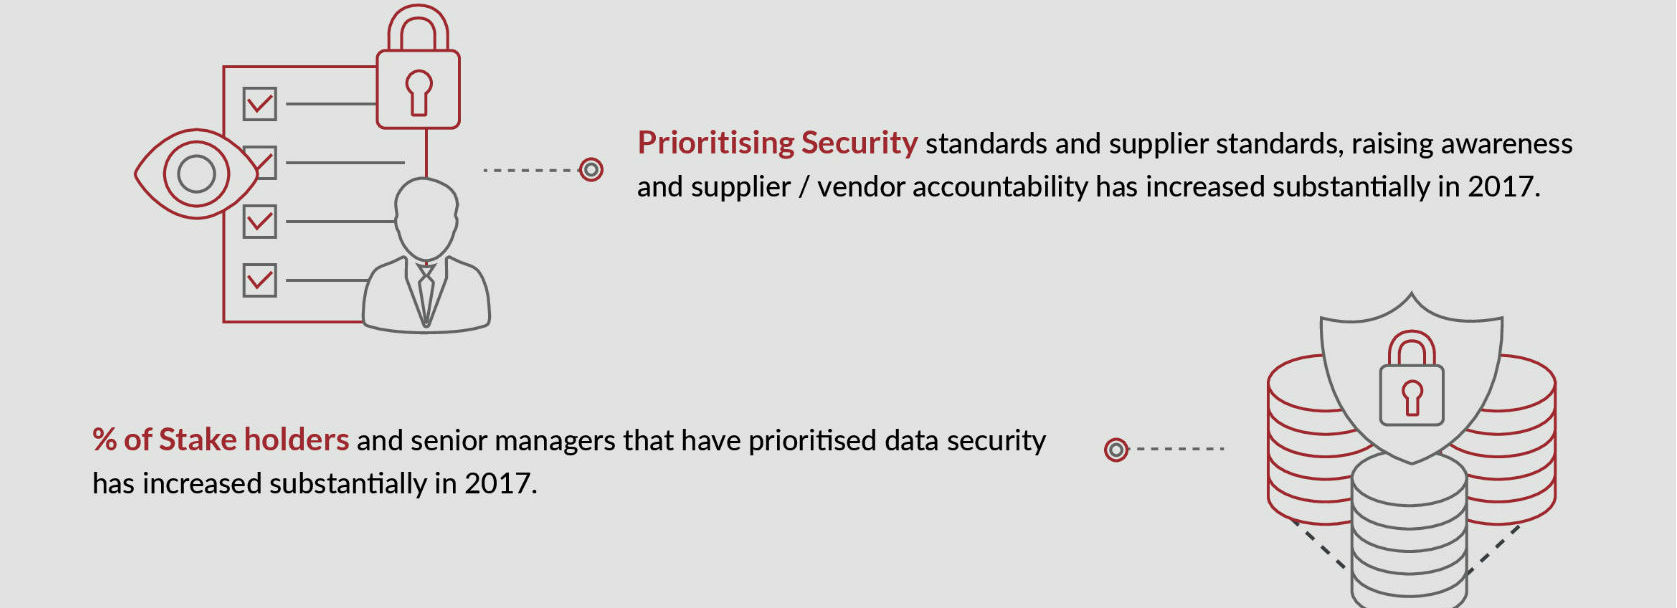 Prioritising Security standards and supplier standards, raising awareness
and supplier / vendor accountability has increased substantially in 2017.
% of Stake holders and senior managers that have prioritised data security
has increased substantially in 2017.